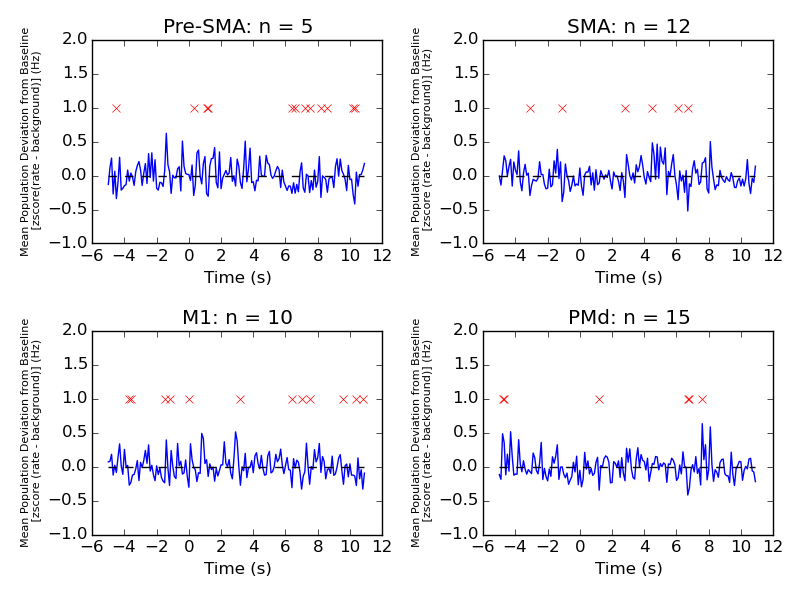 Pre-SMA: n = 5
Mean Population Deviation from Baseline
[zscore(rate - background)] (Hz)
2.0
1.5
1.0
0.5
0.0
−0.5
−1.0
−6 −4 −2 0 2 4 6 8 10 12
Time (s)
SMA: n = 12
Mean Population Deviation from Baseline
[zscore (rate - background)] (Hz)
2.0
1.5
1.0
0.5
0.0
−0.5
−1.0
−6 −4 −2 0 2 4 6 8 10 12
Time (s)
M1: n = 10
Mean Population Deviation from Baseline
[zscore (rate - background)] (Hz)
2.0
1.5
1.0
0.5
0.0
−0.5
−1.0
−6 −4 −2 0 2 4 6 8 10 12
Time (s)
PMd: n = 15
Mean Population Deviation from Baseline
[zscore (rate - background)] (Hz)
2.0
1.5
1.0
0.5
0.0
−0.5
−1.0
−6 −4 −2 0 2 4 6 8 10 12
Time (s)